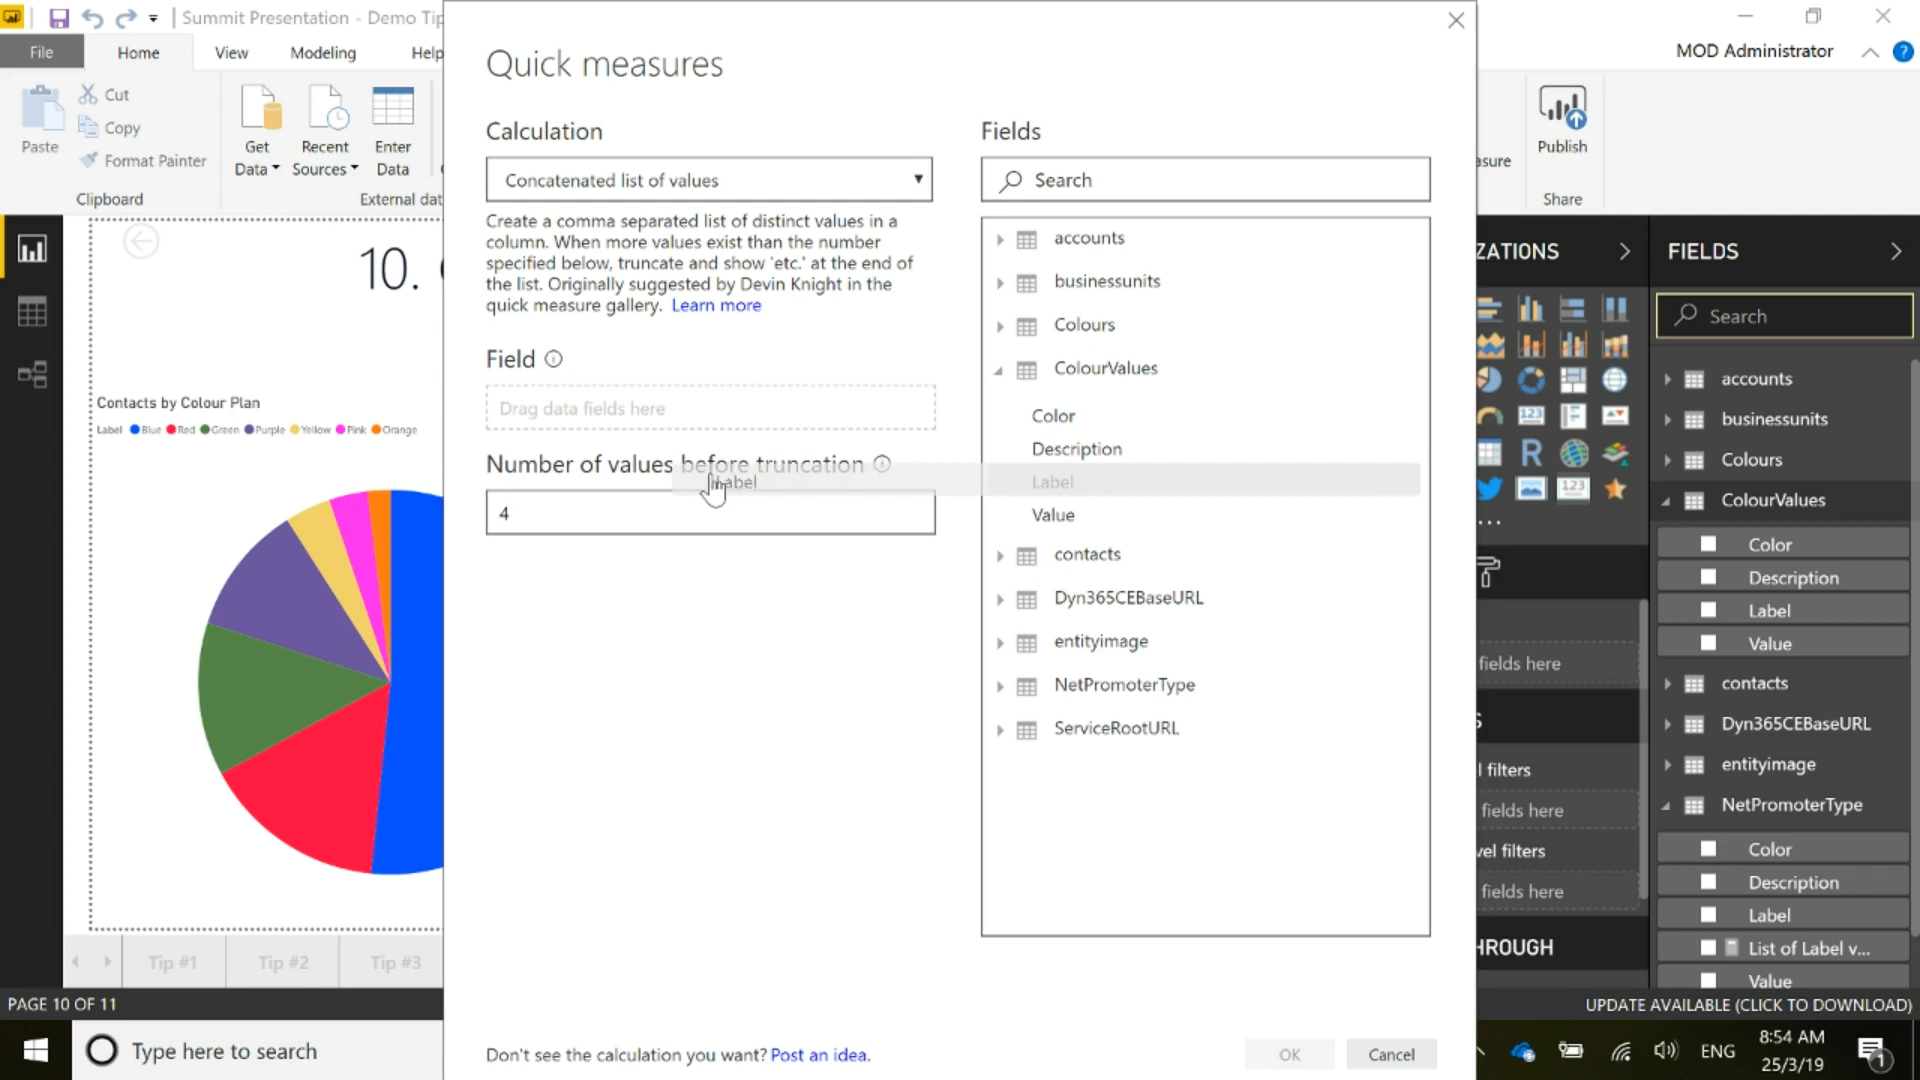 Summit Presentation - Demo Tip
File
Home
View
Modeling
Help
MOD Administrator
Paste
Cut
Copy
Format Painter
Clipboard
Get
Data
Recent
Sources
Enter
Data
External dat
asure
Publish
Share
10.
Contacts by Colour Plan
Label Blue Red Green Purple Yellow Pink Orange
Tip #1
Tip #2
Tip #3
PAGE 10 OF 11
Quick measures
Calculation
Concatenated list of values
Create a comma separated list of distinct values in a
column. When more values exist than the number
specified below, truncate and show 'etc.' at the end of
the list. Originally suggested by Devin Knight in the
quick measure gallery. Learn more
Field
Drag data fields here
Number of values before truncation
Label
4
Fields
Search
accounts
businessunits
Colours
ColourValues
Color
Description
Label
Value
contacts
Dyn365CEBaseURL
entityimage
NetPromoterType
ServiceRootURL
Don't see the calculation you want? Post an idea.
OK
Cancel
ZATIONS
123
R
123
fields here
S
l filters
fields here
vel filters
fields here
HROUGH
FIELDS
Search
accounts
businessunits
Colours
ColourValues
Color
Description
Label
Value
contacts
Dyn365CEBaseURL
entityimage
NetPromoterType
Color
Description
Label
List of Label v...
Value
UPDATE AVAILABLE (CLICK TO DOWNLOAD)
Type here to search
ENG
8:54 AM
25/3/19
1